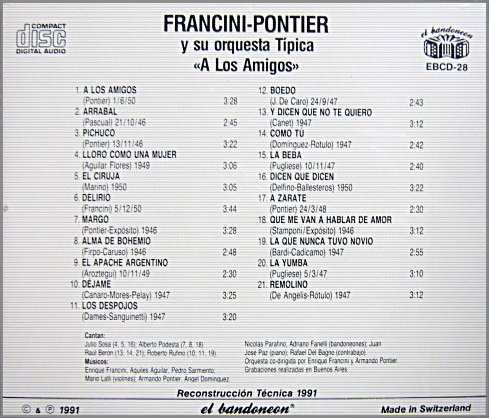 COMPACT
disc
DIGITAL AUDIO
FRANCINI-PONTIER
y su orquesta Típica
«A Los Amigos»
el bandoneon
EBCD-28
1. A LOS AMIGOS
(Pontier) 1/6/50 3:28
2. ARRABAL
(Pascual) 21/10/46 2:45
3. PICHUCO
(Pontier) 13/11/46 3:22
4. LLORO COMO UNA MUJER
(Aguilar Flores) 1949 3:06
5. EL CIRUJA
(Marino) 1950 3:05
6. DELIRIO
(Francini) 5/12/50 3:44
7. MARGO
(Pontier-Expósito) 1946 3:28
8. ALMA DE BOHEMIO
(Firpo-Caruso) 1946 2:48
9. EL APACHE ARGENTINO
(Aroztegui) 10/11/49 2:30
10. DÉJAME
(Canaro-Mores-Pelay) 1947 3:25
11. LOS DESPOJOS
(Dames-Sanguinetti) 1947 3:20
12. BOEDO
(J. De Caro) 24/9/47 2:43
13. Y DICEN QUE NO TE QUIERO
(Canet) 1947 3:12
14. COMO TÚ
(Dominguez-Rotulo) 1947 2:42
15. LA BEBA
(Pugliese) 10/11/47 2:40
16. DICEN QUE DICEN
(Delfino-Ballesteros) 1950 3:22
17. A ZARATE
(Pontier) 24/3/48 2:30
18. QUE ME VAN A HABLAR DE AMOR
(Stamponi/Expósito) 1946 3:12
19. LA QUE NUNCA TUVO NOVIO
(Bardi-Cadícamo) 1947 2:55
20. LA YUMBA
(Pugliese) 5/3/47 3:10
21. REMOLINO
(De Angelis-Rótulo) 1947 3:12
Cantan:
Julio Sosa (4, 5, 16); Alberto Podesta (7, 8, 18)
Raúl Berón (13, 14, 21); Roberto Rufino (10, 11, 19).
Musicos:
Enrique Francini, Aquiles Aguilar, Pedro Sarmiento;
Mario Lalli (violines); Armando Pontier, Angel Dominguez.
Nicolás Parafino, Adriano Fanelli (bandoneones); Juan
José Paz (piano); Rafael Del Bagno (contrabajo).
Orquesta co-dirigida por Enrique Francini y Armando Pontier.
Grabaciones realizadas en Buenos Aires.
Reconstrucción Técnica 1991
© & ℗ 1991
el bandoneon®
Made in Switzerland